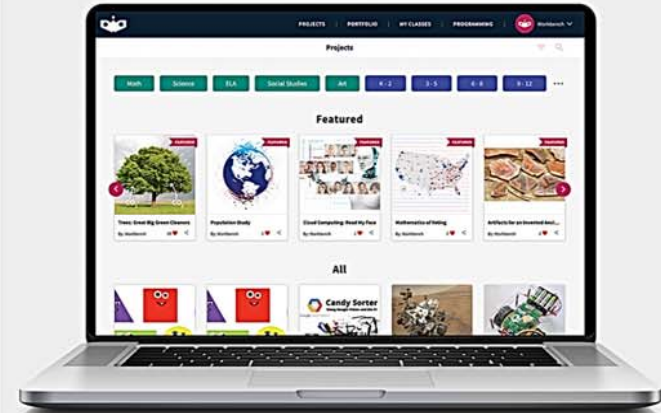 PROJECTS PORTFOLIO MY CLASSES PROGRAMMING Workbench
Projects
Math Science ELA Social Studies Art K - 2 3 - 5 6 - 8 9 - 12
Featured
FEATURED FEATURED FEATURED FEATURED FEATURED
Trees: Great Big Green Cleaners Population Study Cloud Computing: Read My Face Mathematics of Voting Artifacts for an Invented Soci...
By Workbench By Workbench By Workbench By Workbench By Workbench
All
Candy Sorter